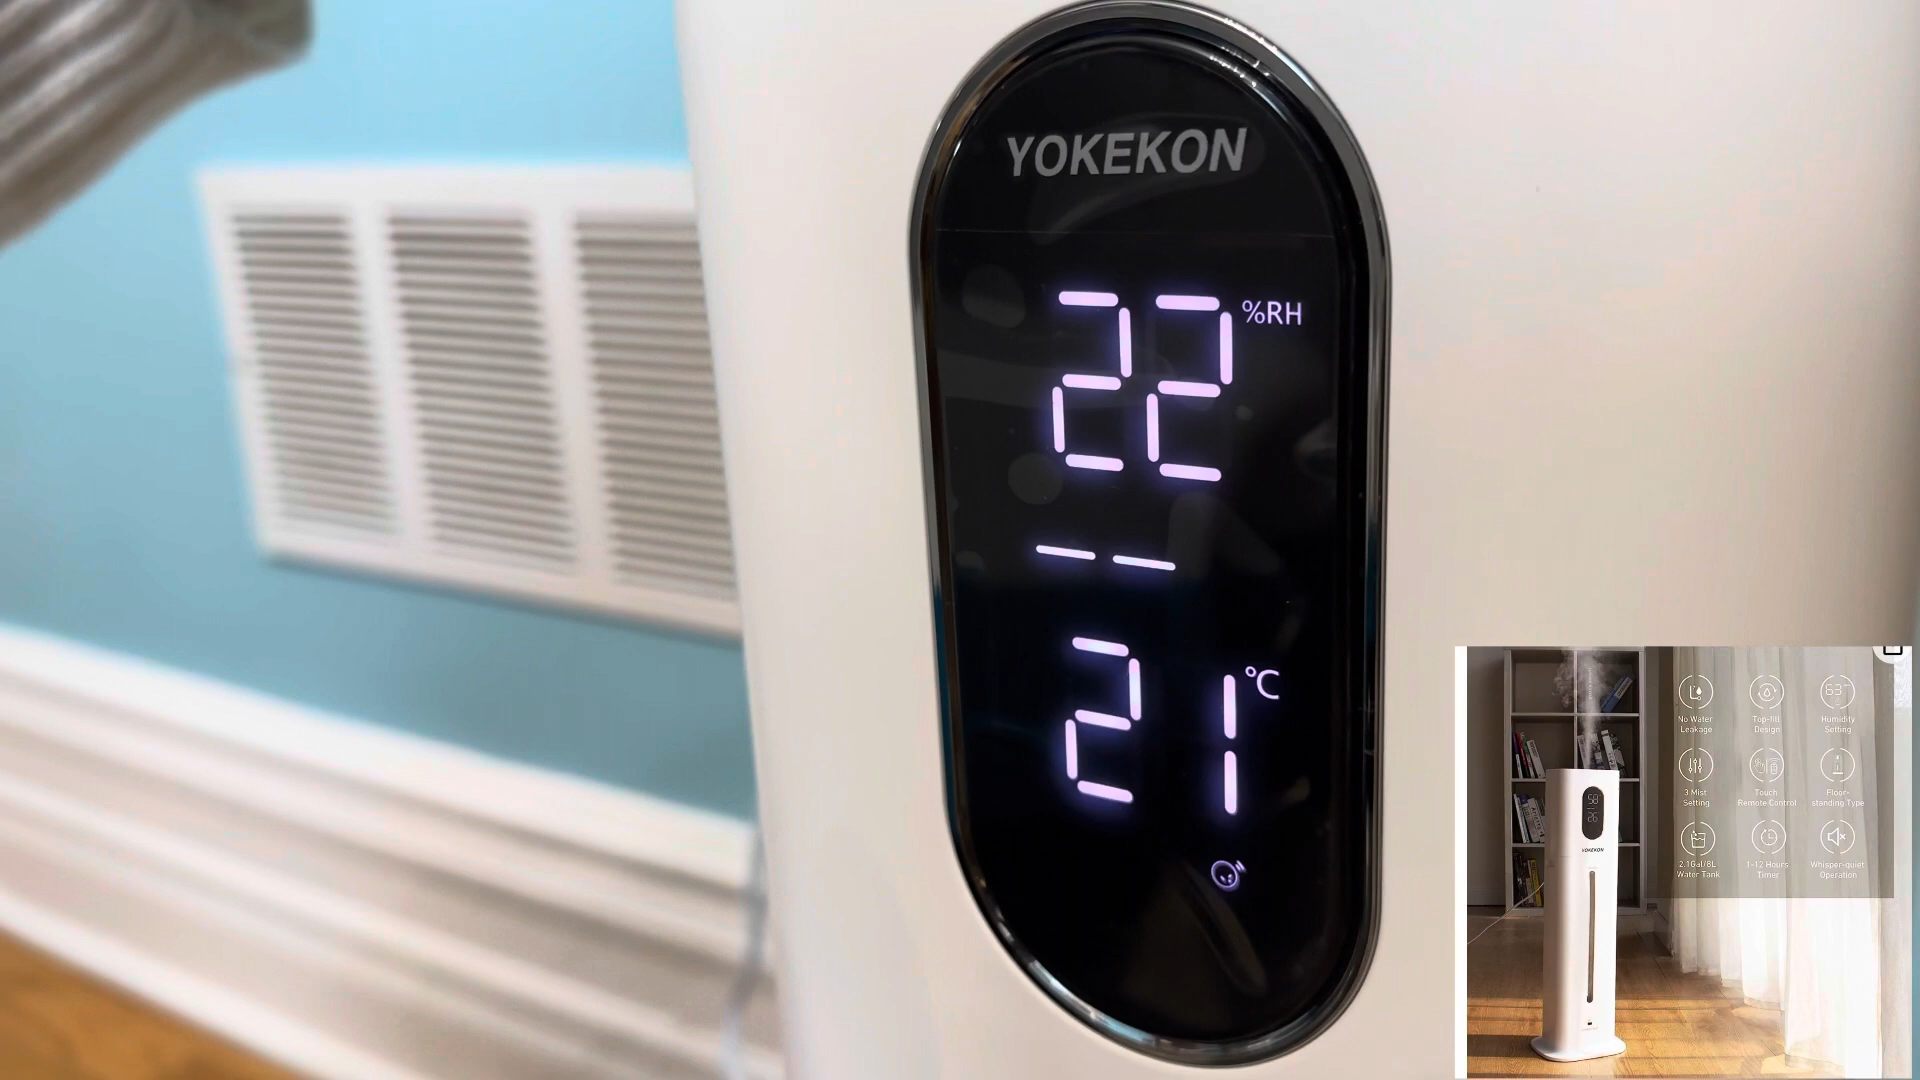 YOKEKON
22 %RH
--
21 °C
No Water
Leakage
Top-fill
Design
Humidity
Setting
3 Mist
Setting
Touch
Remote Control
Floor-
standing Type
2.1Gal/8L
Water Tank
1-12 Hours
Timer
Whisper-quiet
Operation
YOKEKON